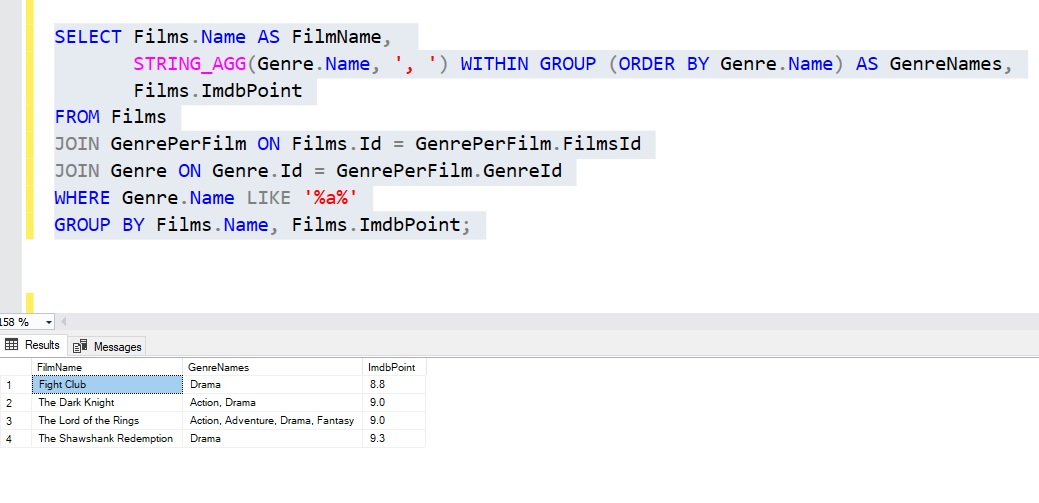 SELECT Films.Name AS FilmName,
STRING_AGG(Genre.Name, ', ') WITHIN GROUP (ORDER BY Genre.Name) AS GenreNames,
Films.ImdbPoint
FROM Films
JOIN GenrePerFilm ON Films.Id = GenrePerFilm.FilmsId
JOIN Genre ON Genre.Id = GenrePerFilm.GenreId
WHERE Genre.Name LIKE '%a%'
GROUP BY Films.Name, Films.ImdbPoint;
158 %
Results Messages
FilmName GenreNames ImdbPoint
1 Fight Club Drama 8.8
2 The Dark Knight Action, Drama 9.0
3 The Lord of the Rings Action, Adventure, Drama, Fantasy 9.0
4 The Shawshank Redemption Drama 9.3